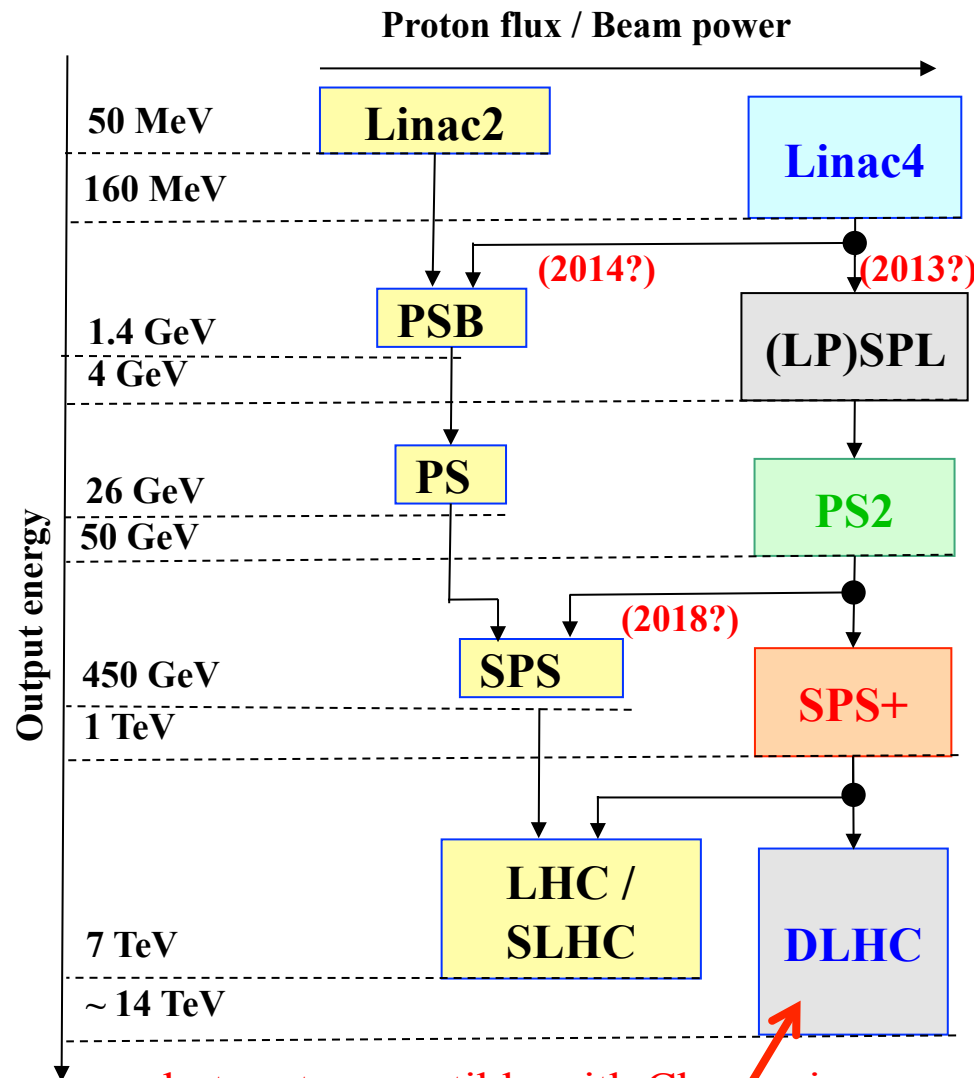 Proton flux / Beam power
50 MeV
Linac2
Linac4
160 MeV
(2014?)
(2013?)
PSB
(LP)SPL
1.4 GeV
4 GeV
PS
PS2
26 GeV
50 GeV
Output energy
(2018?)
SPS
SPS+
450 GeV
1 TeV
LHC /
SLHC
DLHC
7 TeV
~ 14 TeV